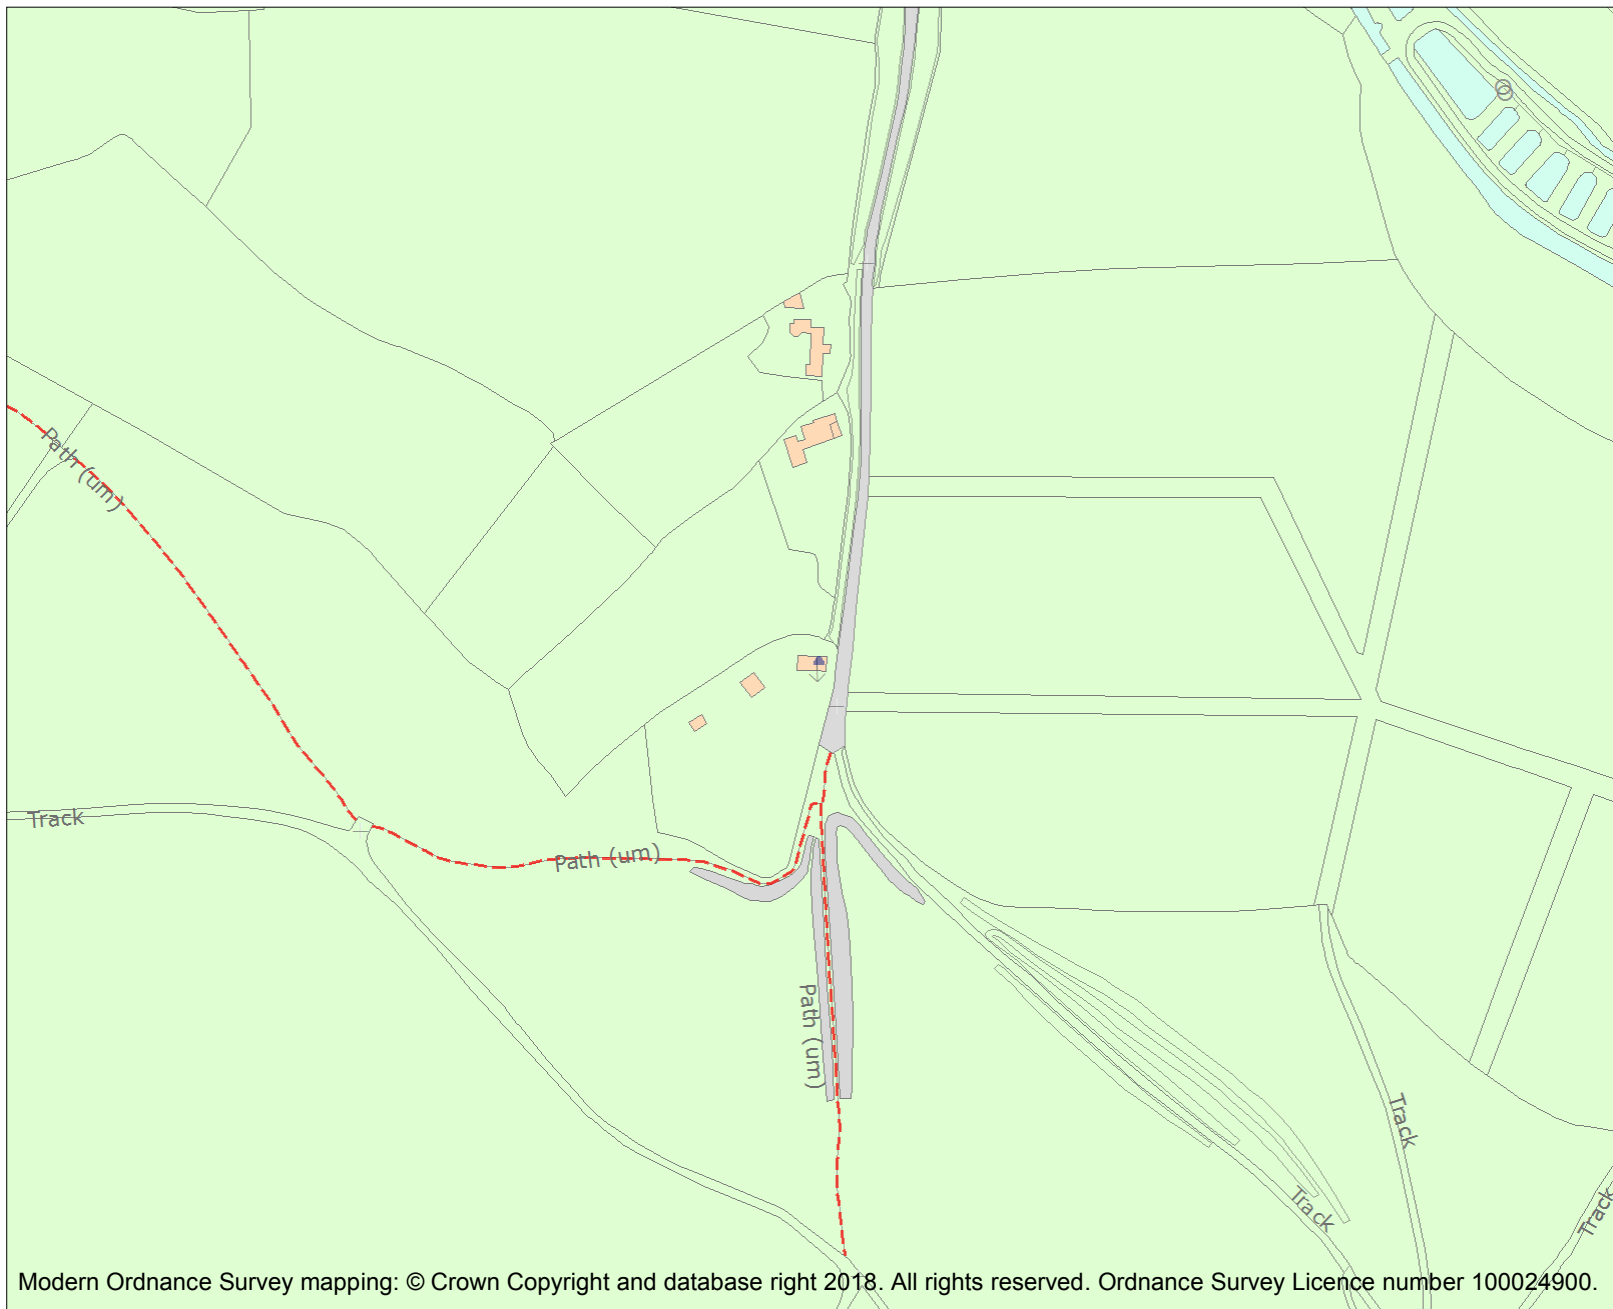 Path (um)
Track
Path (um)
Path (um)
Track
Track
Track
Modern Ordnance Survey mapping: © Crown Copyright and database right 2018. All rights reserved. Ordnance Survey Licence number 100024900.